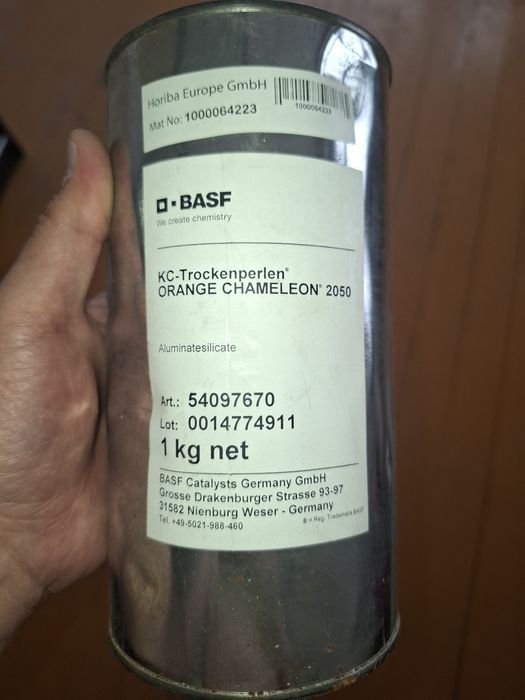 Horiba Europe GmbH
Mat No: 1000064223
1000064223
BASF
We create chemistry
KC-Trockenperlen®
ORANGE CHAMELEON® 2050
Aluminatesilicate
Art.: 54097670
Lot: 0014774911
1 kg net
BASF Catalysts Germany GmbH
Grosse Drakenburger Strasse 93-97
31582 Nienburg Weser - Germany
Tel. +49-5021-988-460
® = Reg. Trademark BASF